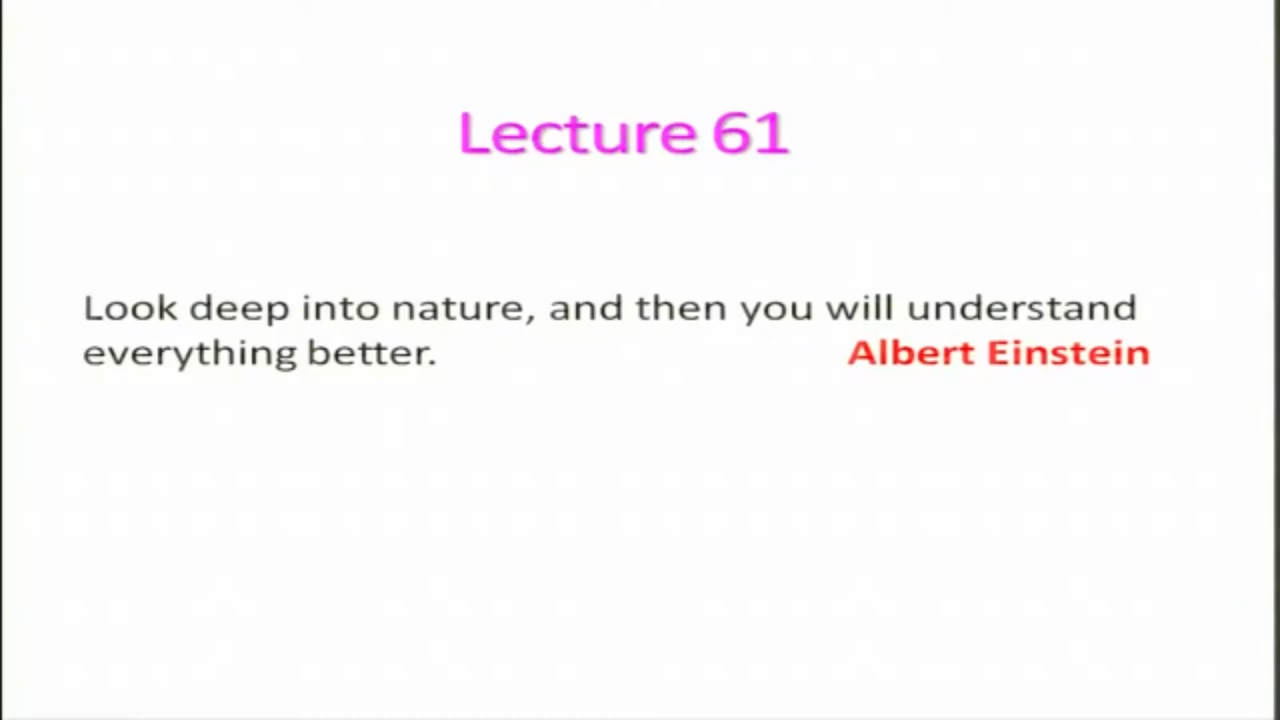 Lecture 61
Look deep into nature, and then you will understand
everything better. Albert Einstein